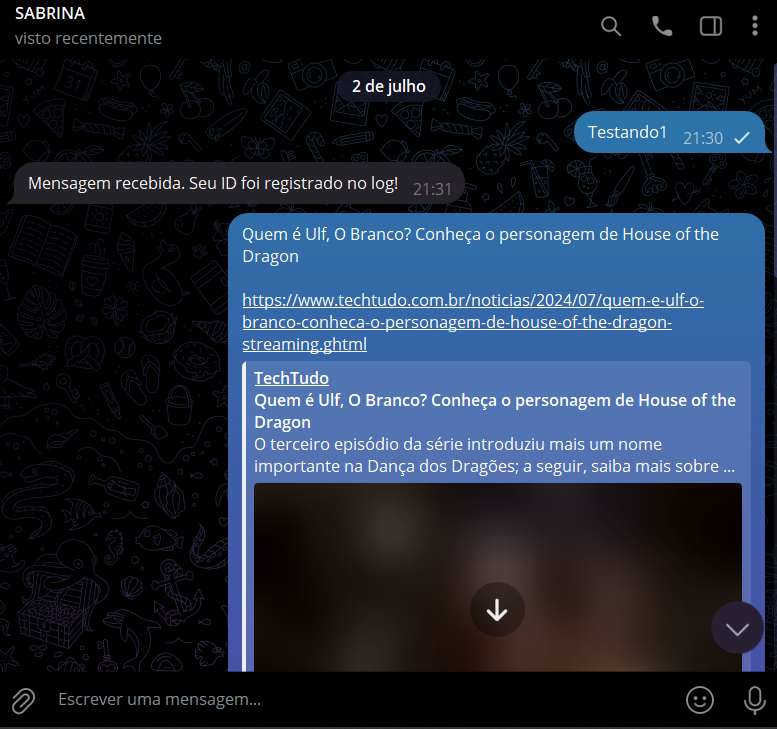 SABRINA
visto recentemente
2 de julho
Testando1 21:30
Mensagem recebida. Seu ID foi registrado no log! 21:31
Quem é Ulf, O Branco? Conheça o personagem de House of the
Dragon
https://www.techtudo.com.br/noticias/2024/07/quem-e-ulf-o-
branco-conheca-o-personagem-de-house-of-the-dragon-
streaming.ghtml
TechTudo
Quem é Ulf, O Branco? Conheça o personagem de House of the
Dragon
O terceiro episódio da série introduziu mais um nome
importante na Dança dos Dragões; a seguir, saiba mais sobre ...
Escrever uma mensagem...